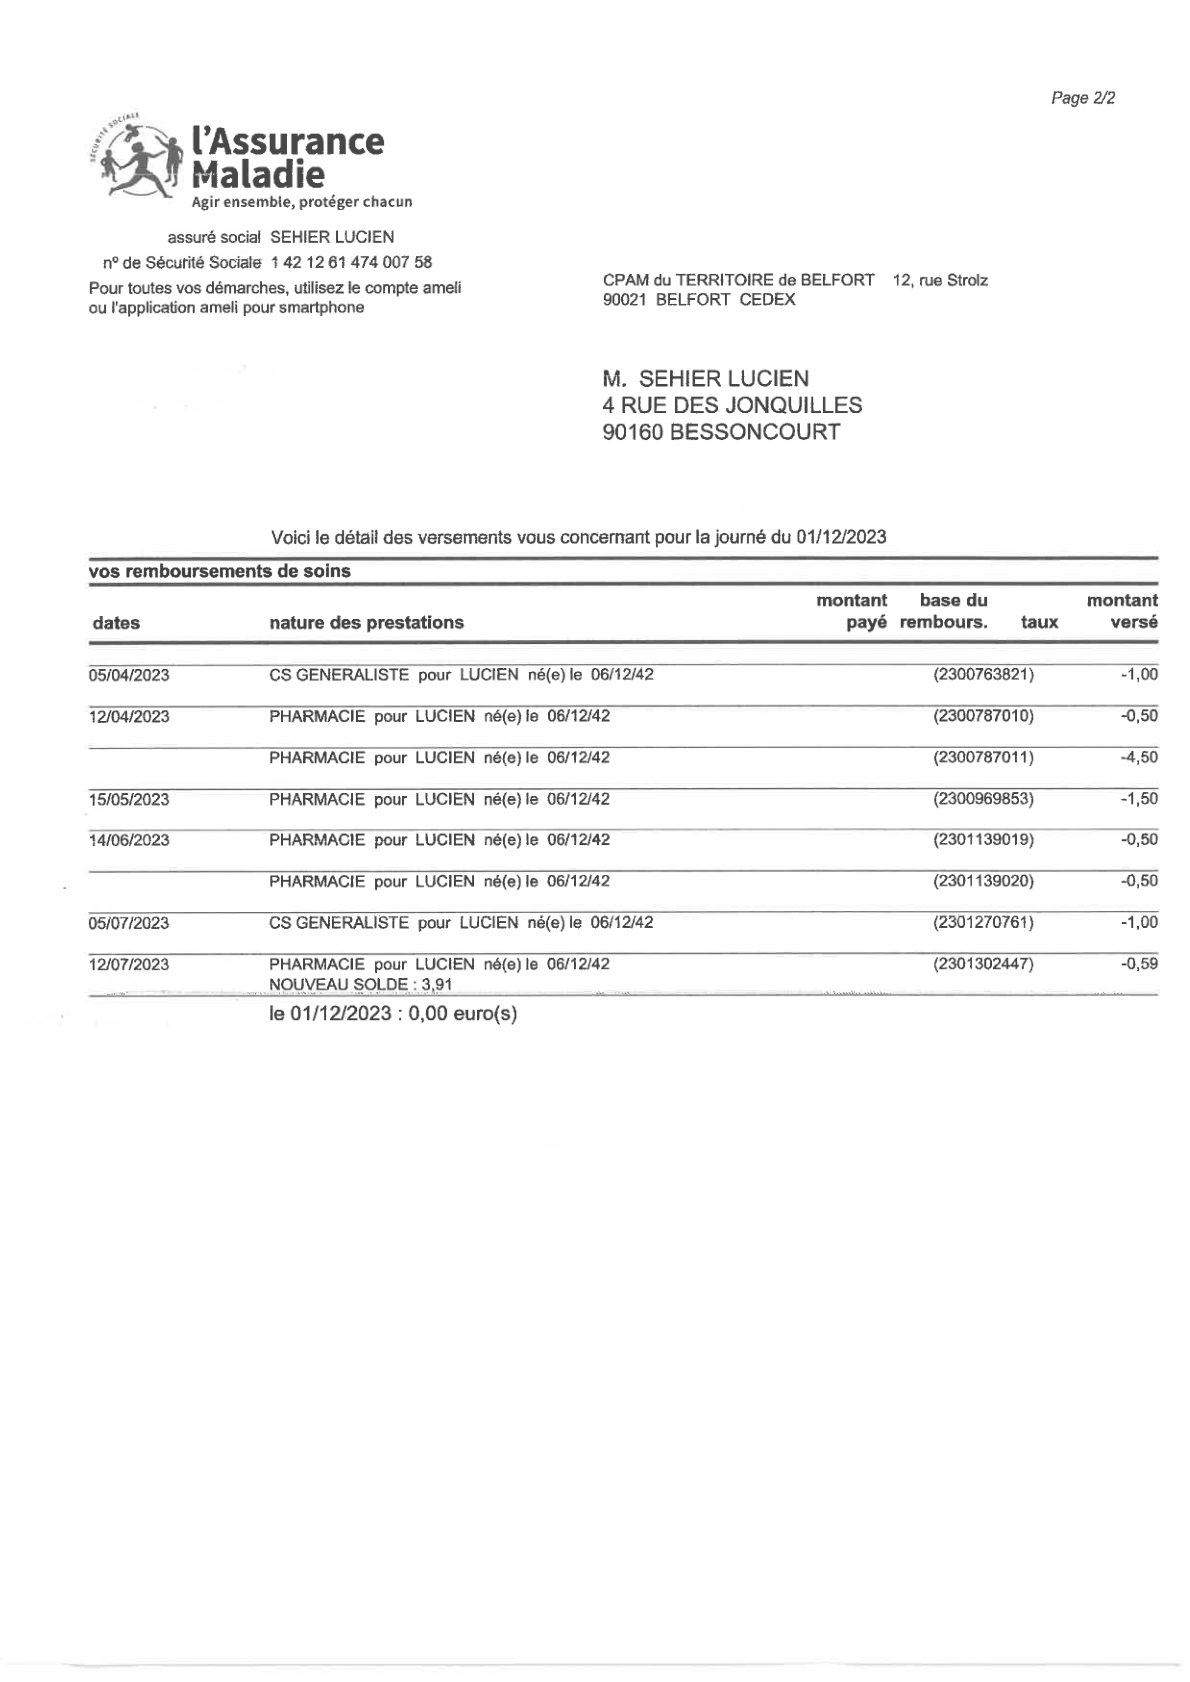 Page 2/2
SÉCURITÉ SOCIALE
l'Assurance
Maladie
Agir ensemble, protéger chacun
assuré social SEHIER LUCIEN
n° de Sécurité Sociale 1 42 12 61 474 007 58
Pour toutes vos démarches, utilisez le compte ameli
ou l'application ameli pour smartphone
CPAM du TERRITOIRE de BELFORT 12, rue Strolz
90021 BELFORT CEDEX
M. SEHIER LUCIEN
4 RUE DES JONQUILLES
90160 BESSONCOURT
Voici le détail des versements vous concernant pour la journé du 01/12/2023
vos remboursements de soins
dates nature des prestations montant payé base du rembours. taux montant versé
05/04/2023 CS GENERALISTE pour LUCIEN né(e) le 06/12/42 (2300763821) -1,00
12/04/2023 PHARMACIE pour LUCIEN né(e) le 06/12/42 (2300787010) -0,50
PHARMACIE pour LUCIEN né(e) le 06/12/42 (2300787011) -4,50
15/05/2023 PHARMACIE pour LUCIEN né(e) le 06/12/42 (2300969853) -1,50
14/06/2023 PHARMACIE pour LUCIEN né(e) le 06/12/42 (2301139019) -0,50
PHARMACIE pour LUCIEN né(e) le 06/12/42 (2301139020) -0,50
05/07/2023 CS GENERALISTE pour LUCIEN né(e) le 06/12/42 (2301270761) -1,00
12/07/2023 PHARMACIE pour LUCIEN né(e) le 06/12/42 (2301302447) -0,59
NOUVEAU SOLDE : 3,91
le 01/12/2023 : 0,00 euro(s)